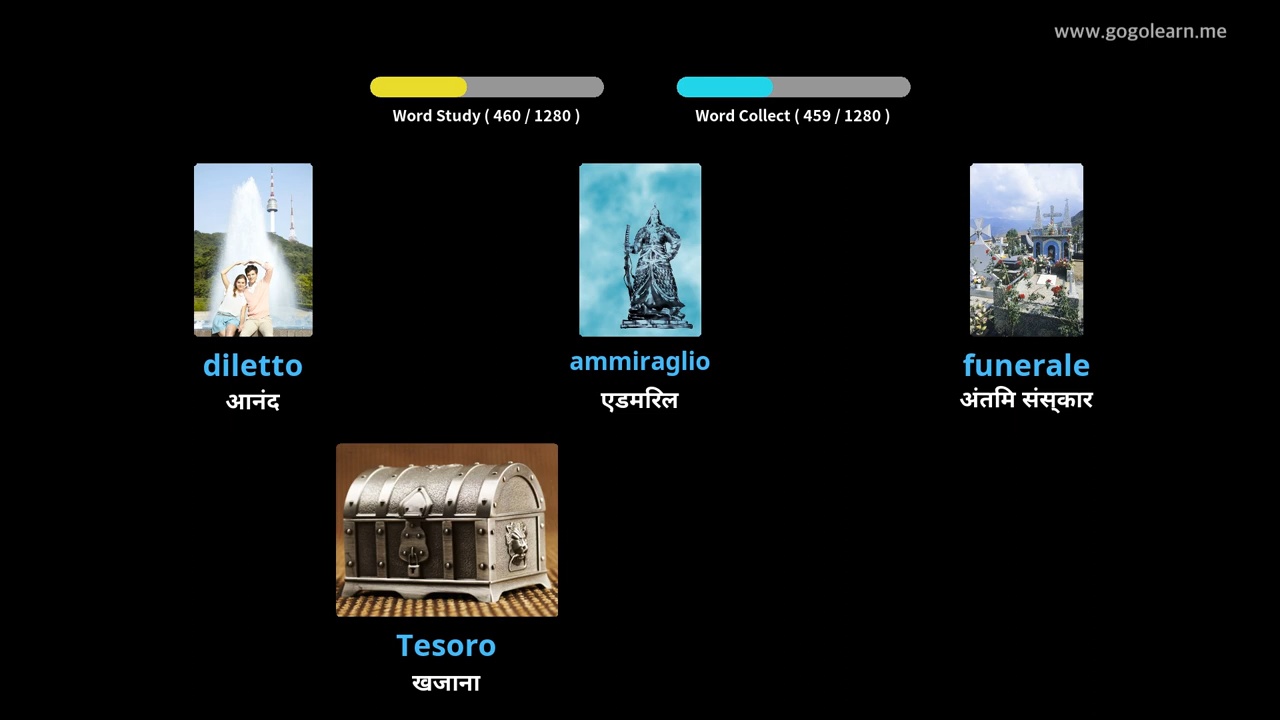 www.gogolearn.me
Word Study ( 460 / 1280 )
Word Collect ( 459 / 1280 )
diletto
आनंद
ammiraglio
एडमरिल
funerale
अंतमि संस्कार
Tesoro
खजाना